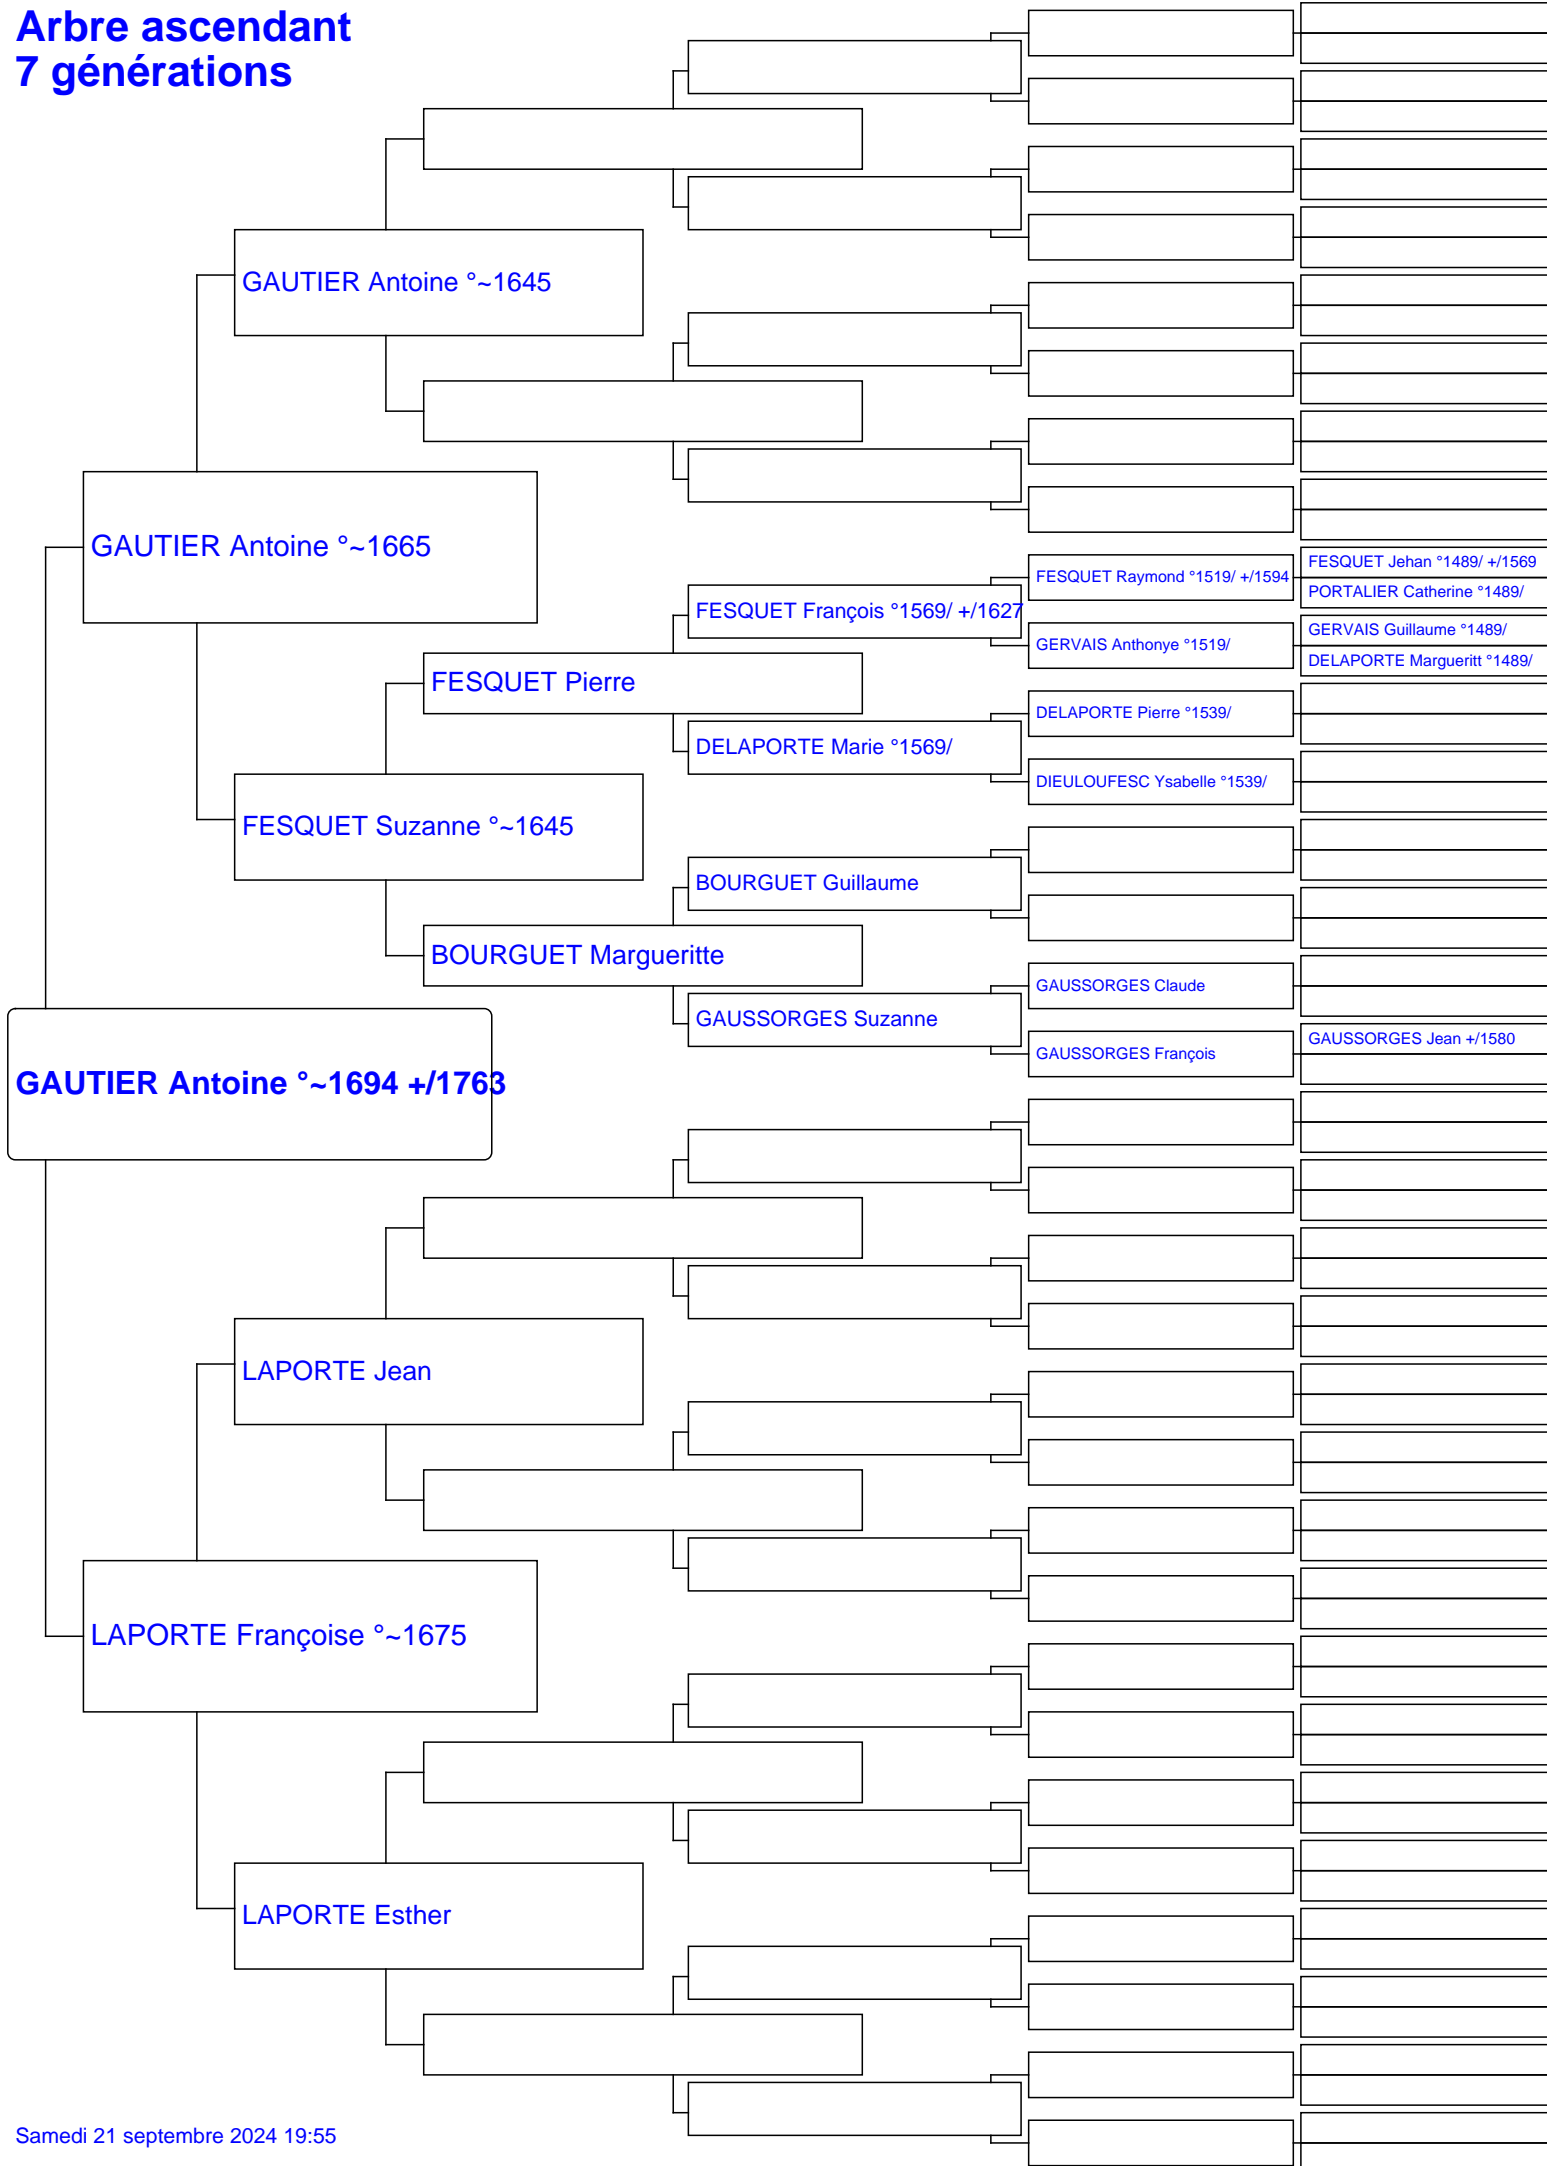 Arbre ascendant
7 générations
GAUTIER Antoine °~1645
GAUTIER Antoine °~1665
FESQUET Raymond °1519/ +/1594
FESQUET Jehan °1489/ +/1569
PORTALIER Catherine °1489/
FESQUET François °1569/ +/1627
GERVAIS Anthonye °1519/
GERVAIS Guillaume °1489/
DELAPORTE Margueritt °1489/
FESQUET Pierre
DELAPORTE Pierre °1539/
DELAPORTE Marie °1569/
DIEULOUFESC Ysabelle °1539/
FESQUET Suzanne °~1645
BOURGUET Guillaume
BOURGUET Margueritte
GAUSSORGES Claude
GAUSSORGES Suzanne
GAUSSORGES François
GAUSSORGES Jean +/1580
GAUTIER Antoine °~1694 +/1763
LAPORTE Jean
LAPORTE Françoise °~1675
LAPORTE Esther
Samedi 21 septembre 2024 19:55